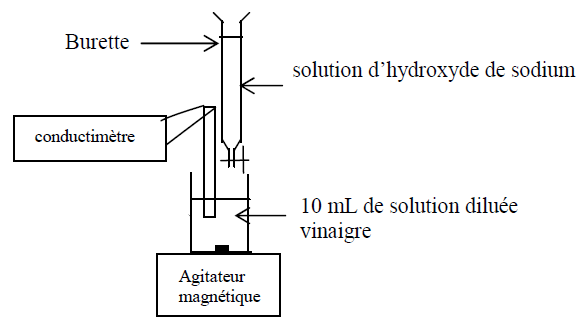 Burette
solution d’hydroxyde de sodium
conductimètre
10 mL de solution diluée
vinaigre
Agitateur
magnétique